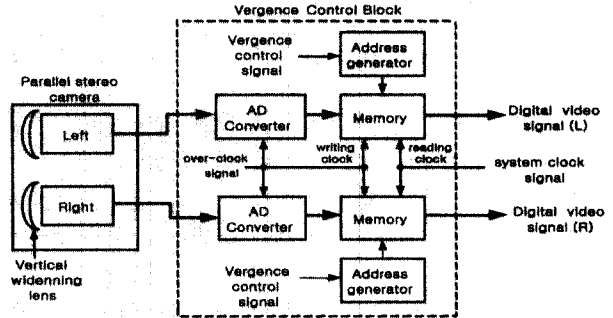 Vergence Control Block
Vergence
control
signal
Address
generator
Parallel stereo
camera
Left
AD
Converter
Memory
Digital video
signal (L)
over-clock
signal
writing
clock
reading
clock
system clock
signal
Right
AD
Converter
Memory
Digital video
signal (R)
Vertical
widenning
lens
Vergence
control
signal
Address
generator